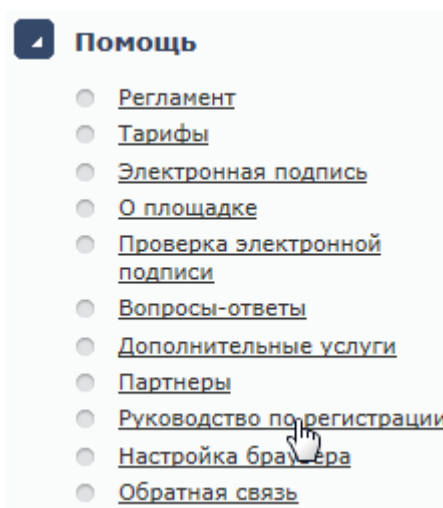 Помощь
Регламент
Тарифы
Электронная подпись
О площадке
Проверка электронной
подписи
Вопросы-ответы
Дополнительные услуги
Партнеры
Руководство по регистрации
Настройка браузера
Обратная связь